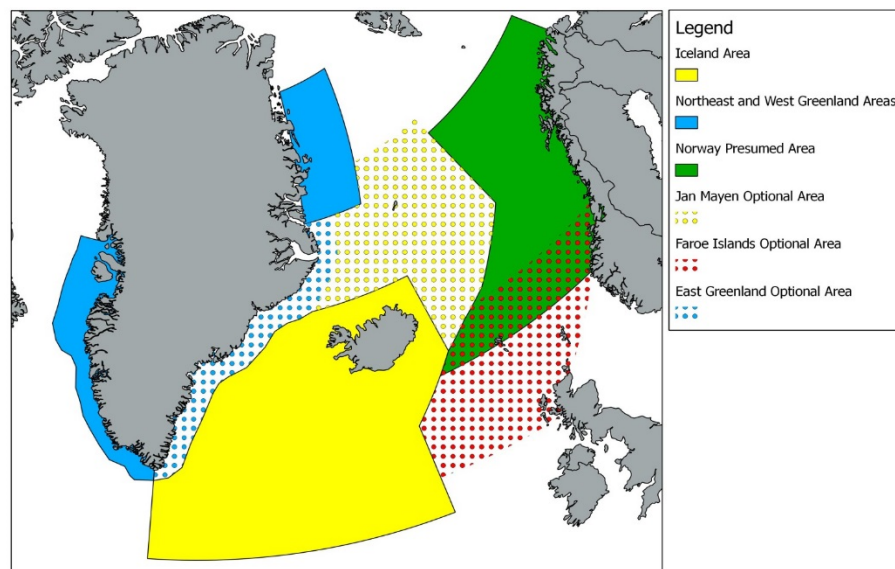 Legend
Iceland Area
Northeast and West Greenland Areas
Norway Presumed Area
Jan Mayen Optional Area
Faroe Islands Optional Area
East Greenland Optional Area